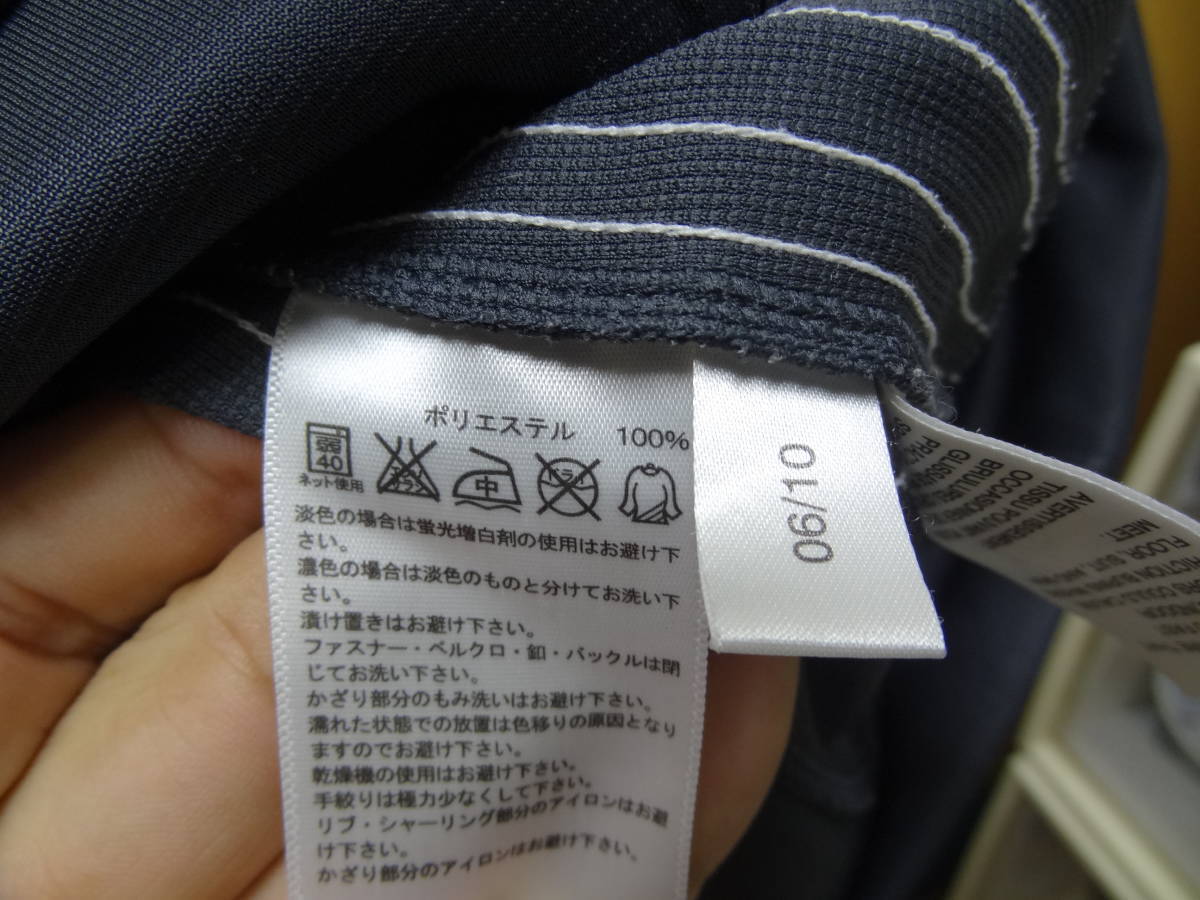 ポリエステル 100%
弱
40
ネット使用
中
ドライ
淡色の場合は蛍光増白剤の使用はお避け下
さい。
濃色の場合は淡色のものと分けてお洗い下
さい。
漬け置きはお避け下さい。
ファスナー・ベルクロ・釦・バックルは閉
じてお洗い下さい。
かざり部分のもみ洗いはお避け下さい。
濡れた状態での放置は色移りの原因となり
ますのでお避け下さい。
乾燥機の使用はお避け下さい。
手絞りは極力少なくして下さい。
リブ・シャーリング部分のアイロンはお避
け下さい。
かざり部分のアイロンはお避け下さい。
06/10
AVERTISSEMENT
TISSU
MEET.
FLOOR